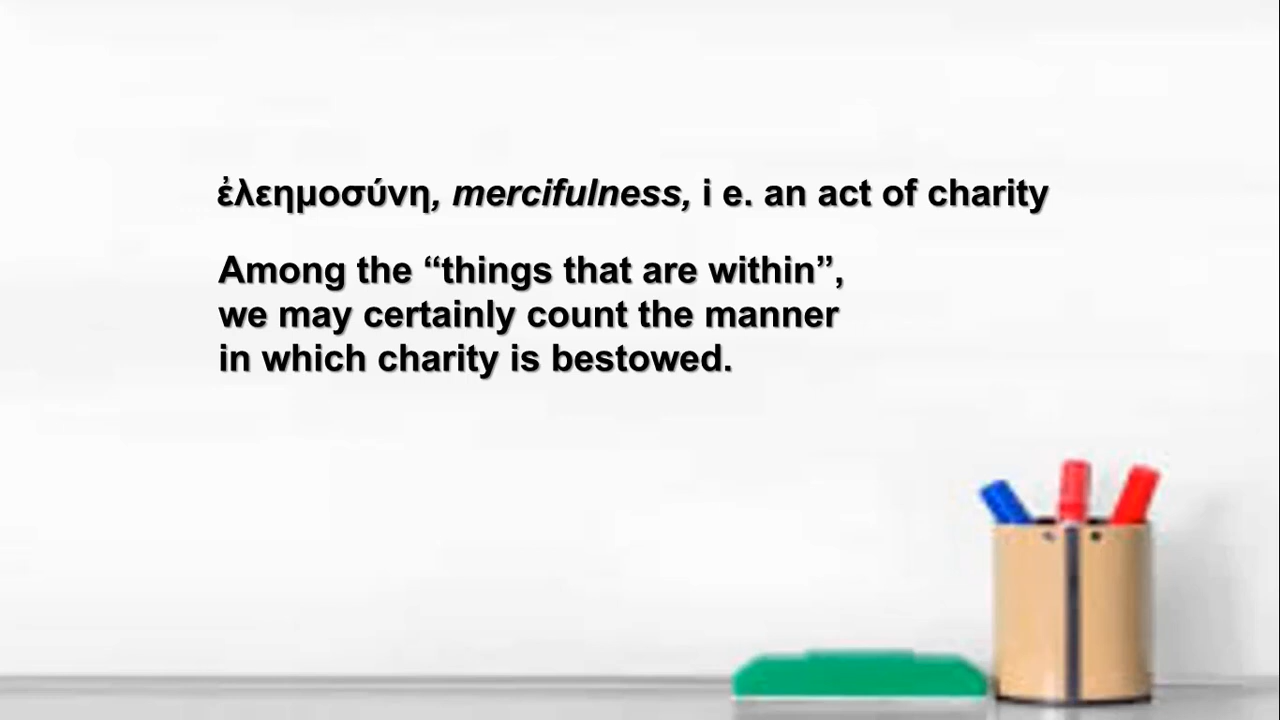 ἐλεημοσύνη, mercifulness, i e. an act of charity
Among the “things that are within”,
we may certainly count the manner
in which charity is bestowed.